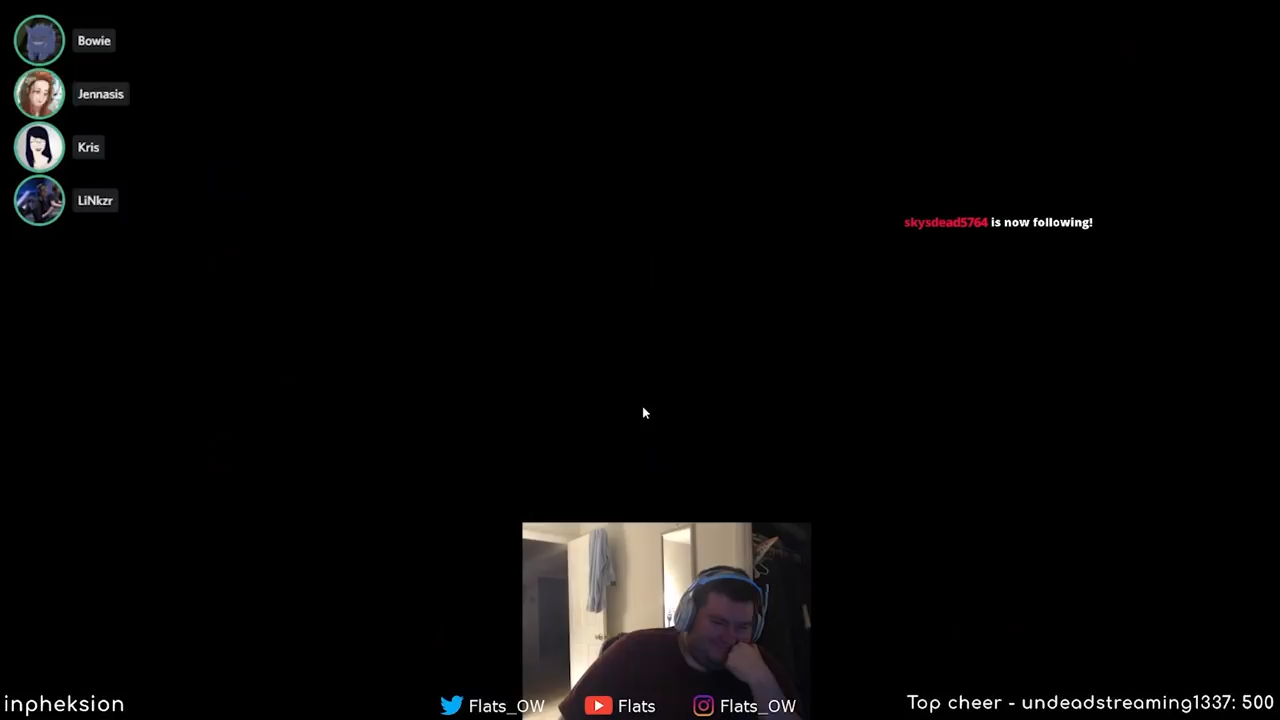 Bowie
Jennasis
Kris
LiNkzr
skysdead5764 is now following!
inpheksion
Flats_OW
Flats
Flats_OW
Top cheer - undeadstreaming1337: 500